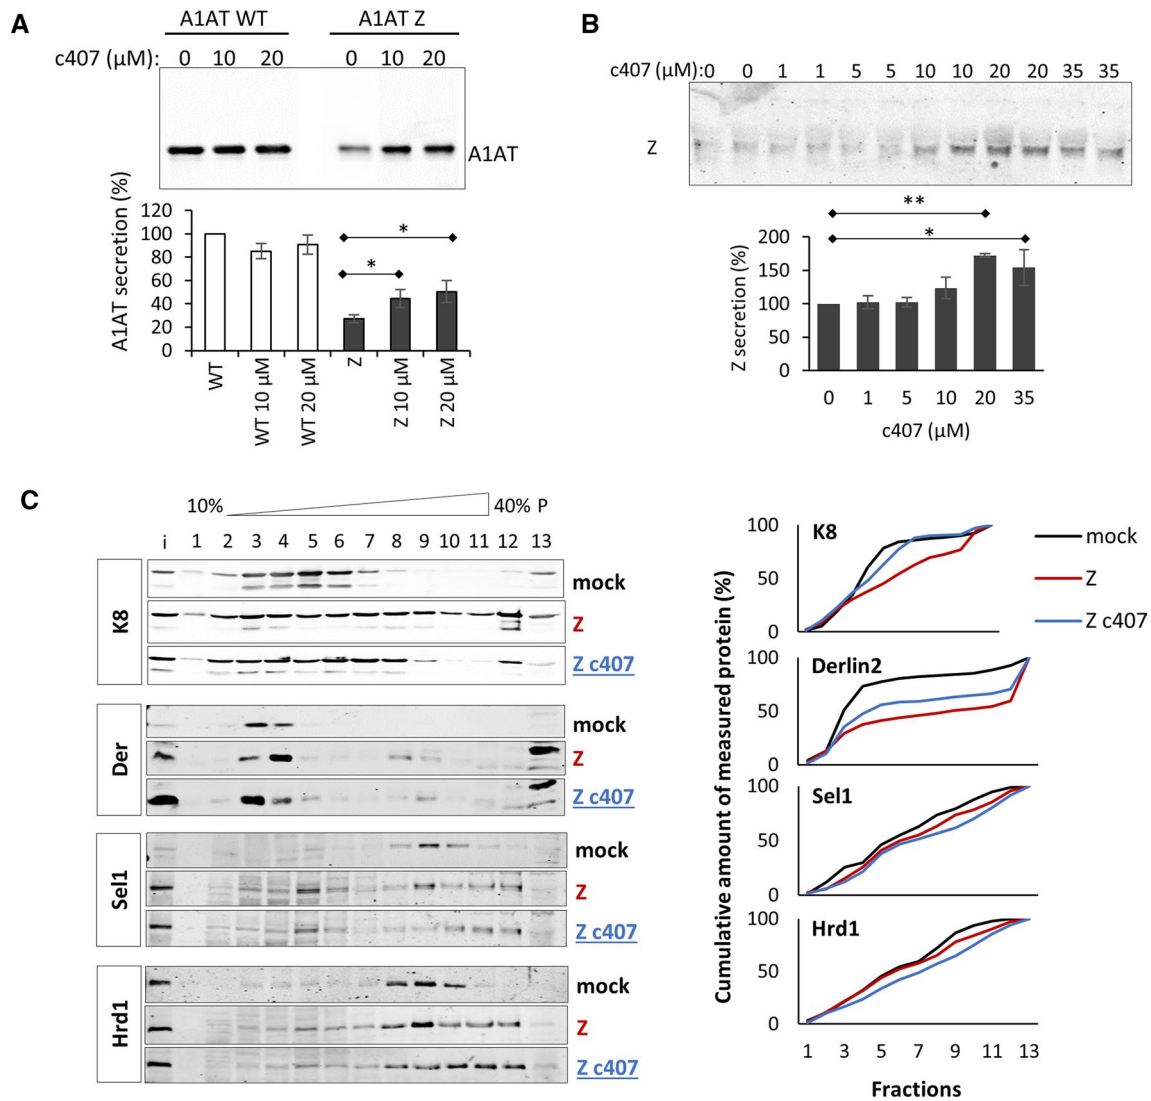 A
A1AT WT A1AT Z
c407 (µM): 0 10 20 0 10 20
A1AT
A1AT secretion (%)
120
100
80
60
40
20
0
* *
WT
WT 10 µM
WT 20 µM
Z
Z 10 µM
Z 20 µM
B
c407 (µM):0 0 1 1 5 5 10 10 20 20 35 35
Z
**
*
Z secretion (%)
200
150
100
50
0
0 1 5 10 20 35
c407 (µM)
C
10% 40% P
i 1 2 3 4 5 6 7 8 9 10 11 12 13
K8
mock
Z
Z c407
Der
mock
Z
Z c407
Sel1
mock
Z
Z c407
Hrd1
mock
Z
Z c407
Cumulative amount of measured protein (%)
100
50
0
K8
mock
Z
Z c407
100
50
0
Derlin2
100
50
0
Sel1
100
50
0
Hrd1
1 3 5 7 9 11 13
Fractions